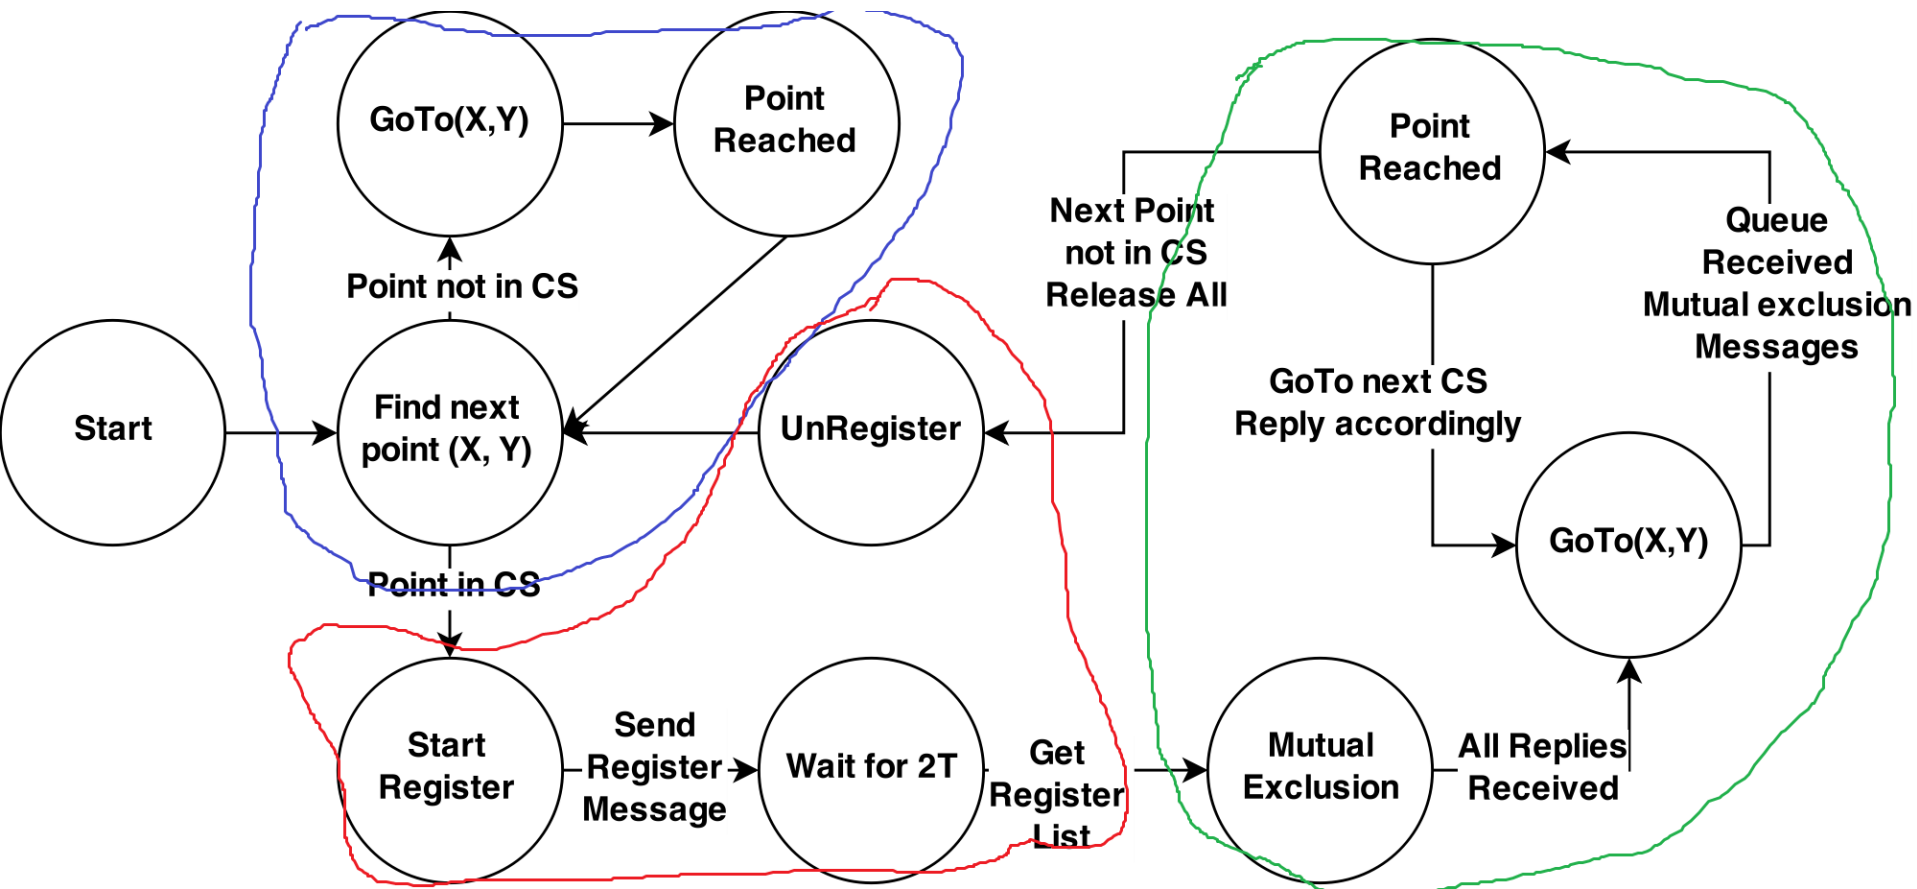 GoTo(X,Y)
Point
Reached
Point
Reached
Next Point
not in CS
Release All
Queue
Received
Mutual exclusion
Messages
Point not in CS
Start
Find next
point (X, Y)
UnRegister
GoTo next CS
Reply accordingly
GoTo(X,Y)
Point in CS
Start
Register
Send
Register
Message
Wait for 2T
Get
Register
List
Mutual
Exclusion
All Replies
Received